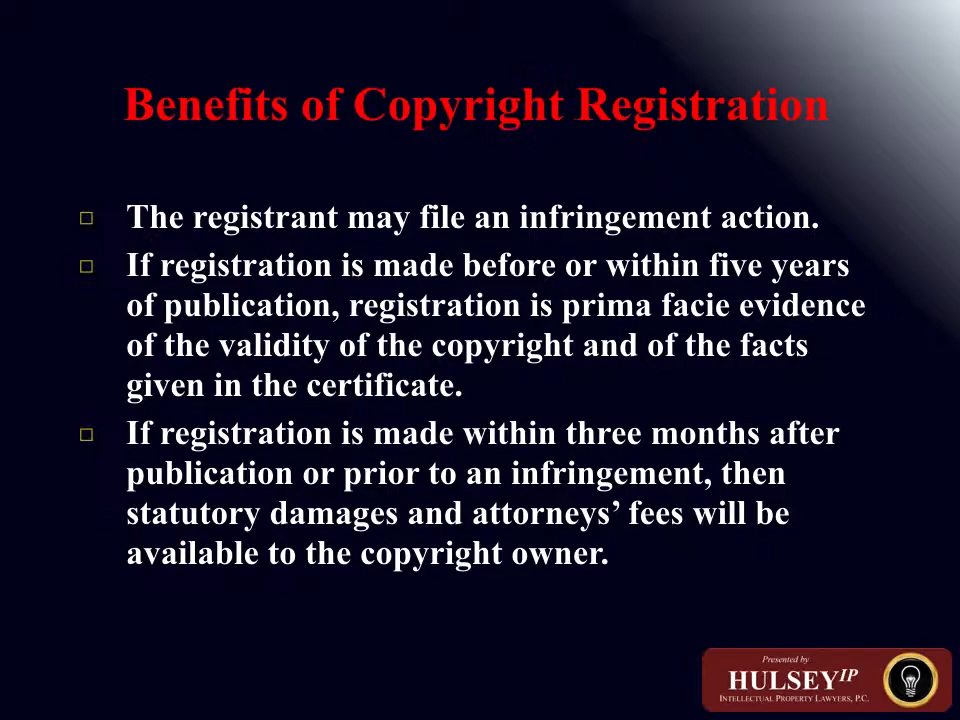 Benefits of Copyright Registration
The registrant may file an infringement action.
If registration is made before or within five years
of publication, registration is prima facie evidence
of the validity of the copyright and of the facts
given in the certificate.
If registration is made within three months after
publication or prior to an infringement, then
statutory damages and attorneys’ fees will be
available to the copyright owner.
Presented by
HULSEY IP
INTELLECTUAL PROPERTY LAWYERS, P.C.